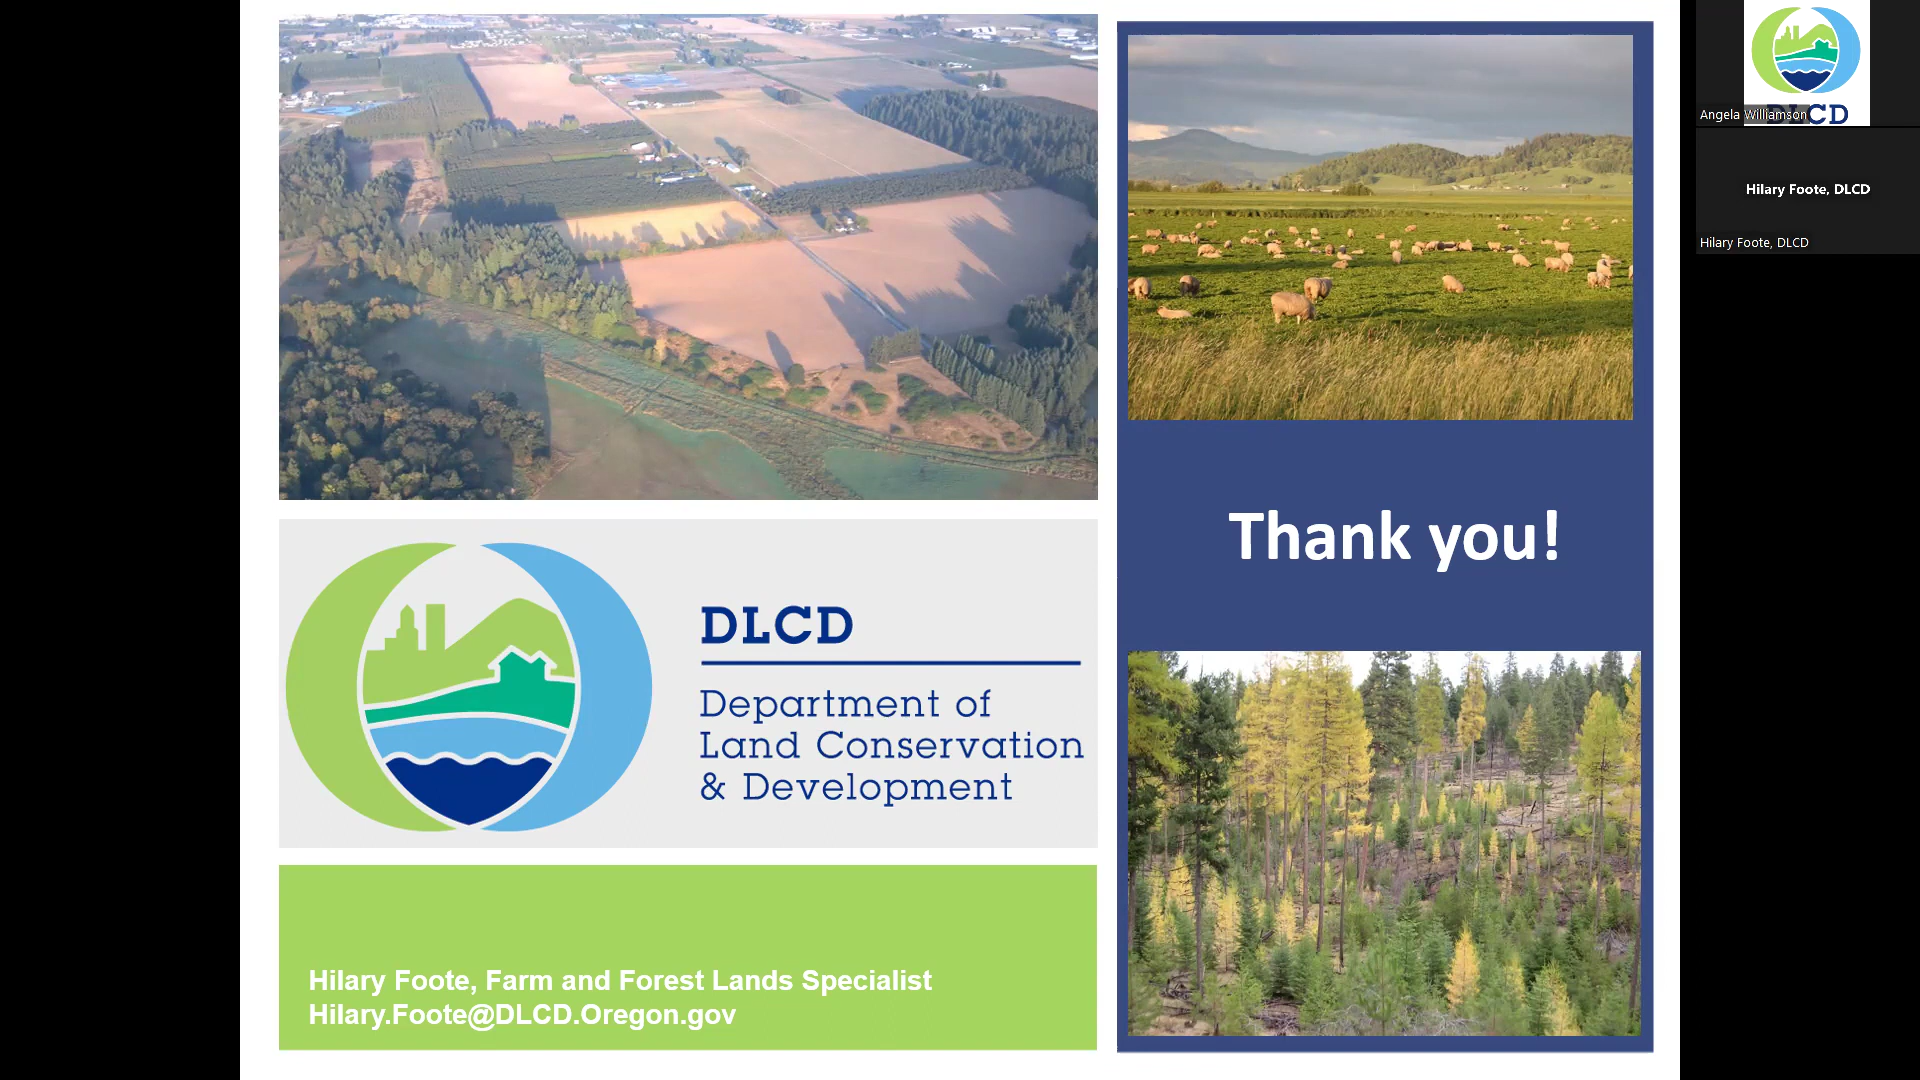 Thank you!
DLCD
Department of
Land Conservation
& Development
Hilary Foote, Farm and Forest Lands Specialist
Hilary.Foote@DLCD.Oregon.gov
DLCD
Angela Williamson
Hilary Foote, DLCD
Hilary Foote, DLCD